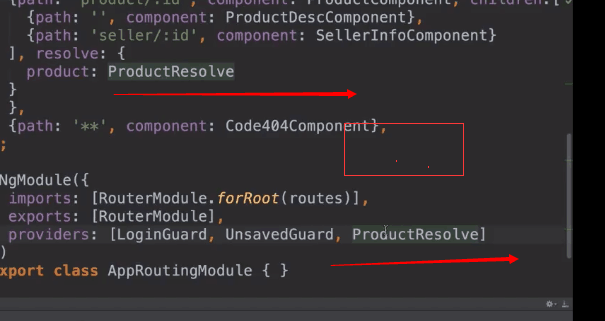 {path: 'product/:id', component: ProductComponent, children:[
{path: '', component: ProductDescComponent},
{path: 'seller/:id', component: SellerInfoComponent}
], resolve: {
product: ProductResolve
}
},
{path: '**', component: Code404Component},
;
NgModule({
imports: [RouterModule.forRoot(routes)],
exports: [RouterModule],
providers: [LoginGuard, UnsavedGuard, ProductResolve]
)
xport class AppRoutingModule { }